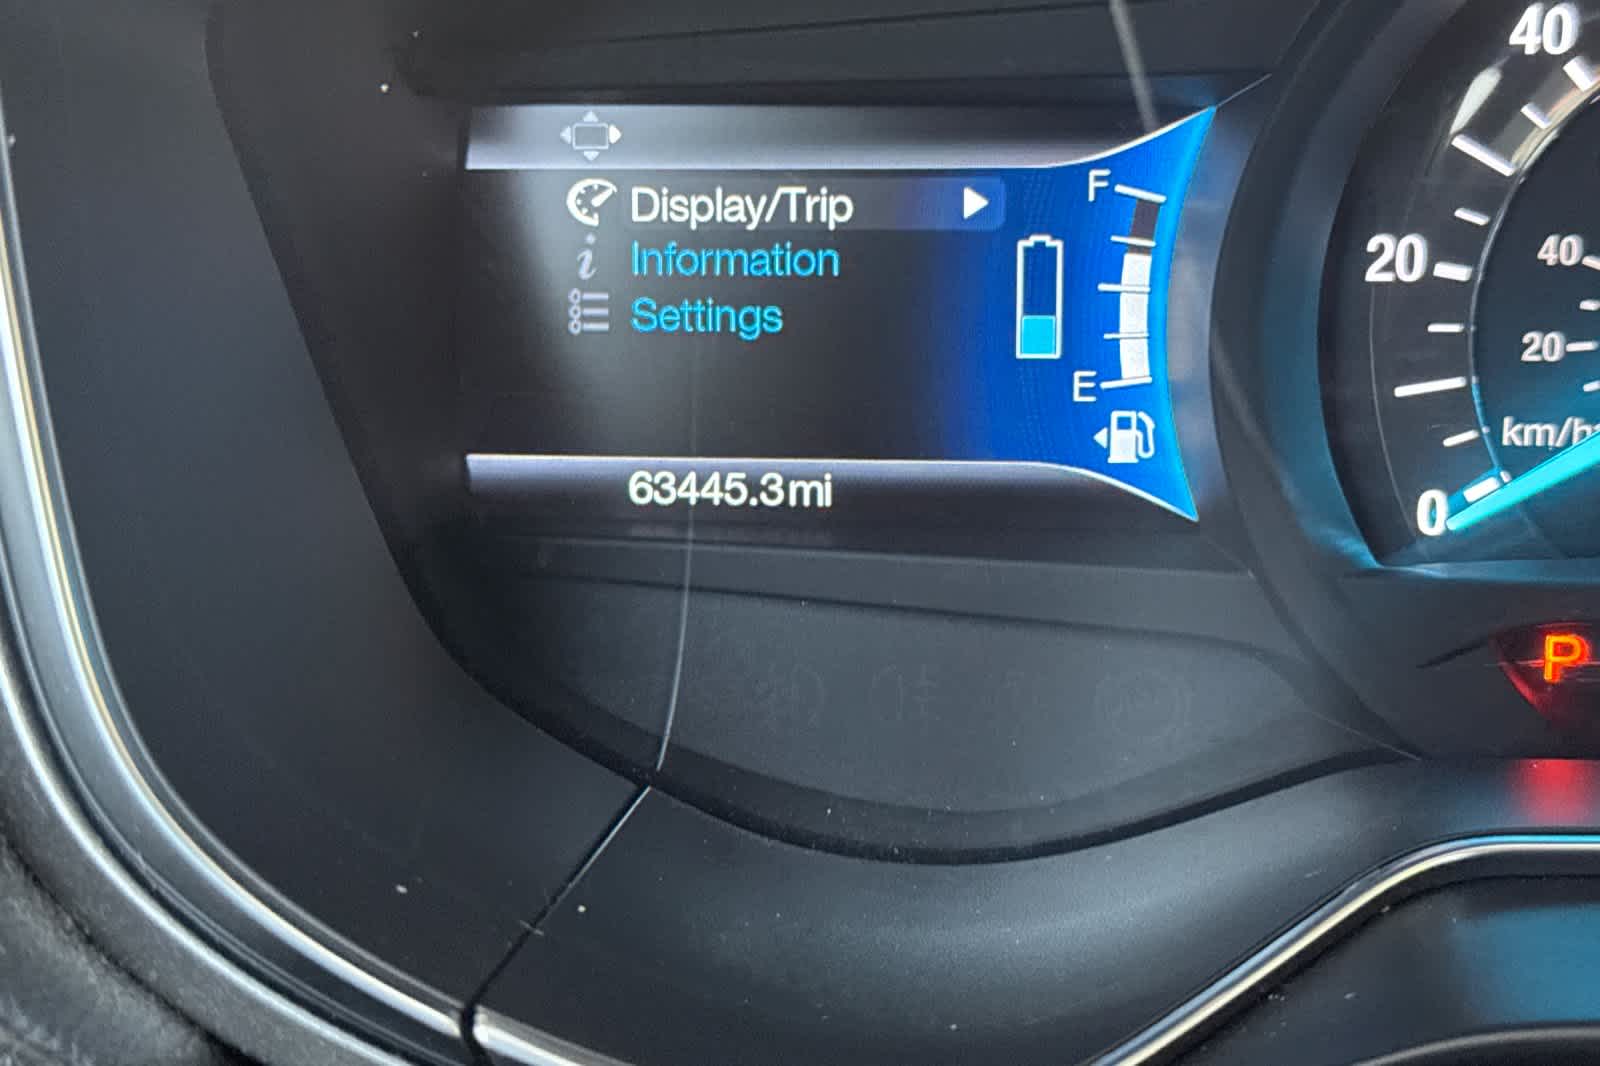 Display/Trip
Information
Settings
F
E
63445.3mi
40
20
0
40
20
km/h
P